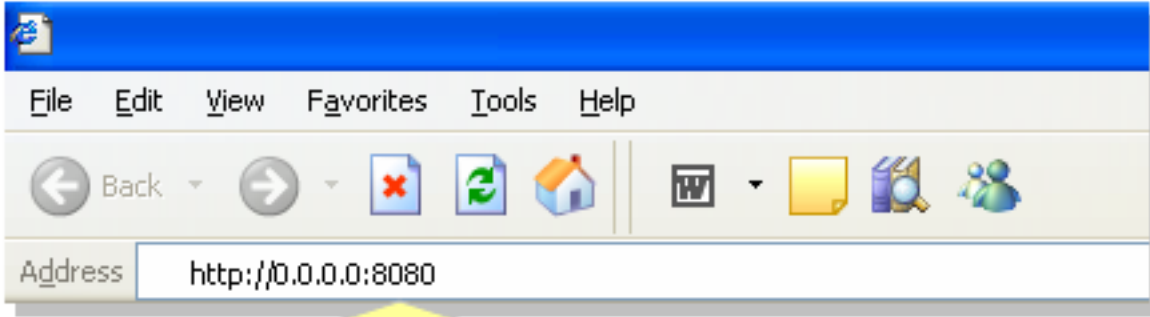 File Edit View Favorites Tools Help
Back W
Address http://0.0.0.0:8080